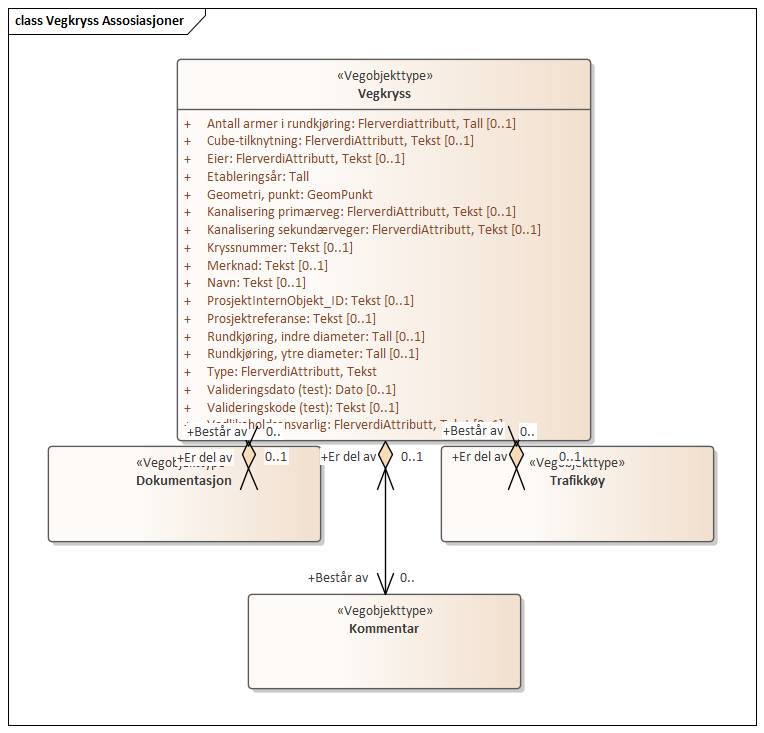 class Vegkryss Assosiasjoner
«Vegobjekttype»
Vegkryss
+ Antall armer i rundkjøring: Flerverdiattributt, Tall [0..1]
+ Cube-tilknytning: FlerverdiAttributt, Tekst [0..1]
+ Eier: FlerverdiAttributt, Tekst [0..1]
+ Etableringsår: Tall
+ Geometri, punkt: GeomPunkt
+ Kanalisering primærveg: FlerverdiAttributt, Tekst [0..1]
+ Kanalisering sekundærveger: FlerverdiAttributt, Tekst [0..1]
+ Kryssnummer: Tekst [0..1]
+ Merknad: Tekst [0..1]
+ Navn: Tekst [0..1]
+ ProsjektInternObjekt_ID: Tekst [0..1]
+ Prosjektreferanse: Tekst [0..1]
+ Rundkjøring, indre diameter: Tall [0..1]
+ Rundkjøring, ytre diameter: Tall [0..1]
+ Type: FlerverdiAttributt, Tekst
+ Valideringsdato (test): Dato [0..1]
+ Valideringskode (test): Tekst [0..1]
+ Vedlikeholdsansvarlig: FlerverdiAttributt, Tekst [0..1]
+Består av 0.. +Består av 0..
+Er del av 0..1 +Er del av 0..1 +Er del av 0..1
«Vegobjekttype» «Vegobjekttype»
Dokumentasjon Trafikkøy
+Består av 0..
«Vegobjekttype»
Kommentar